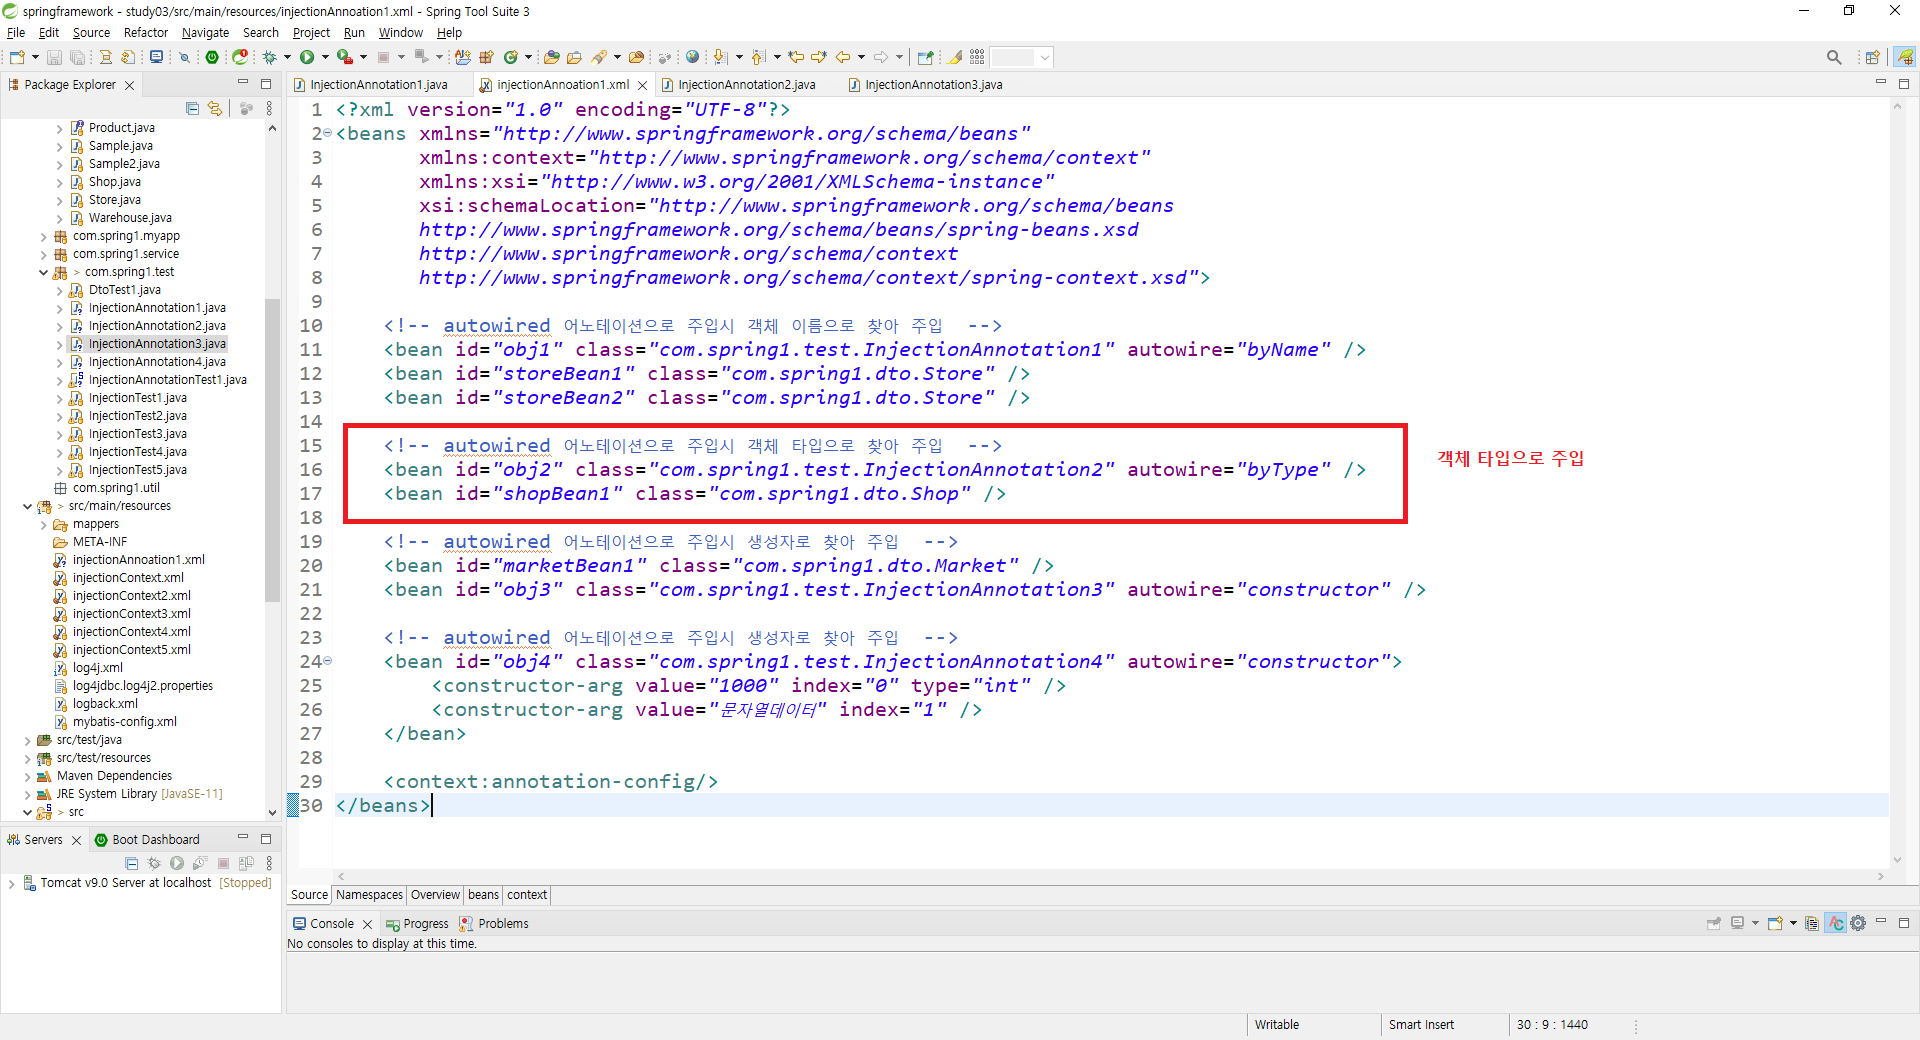 springframework - study03/src/main/resources/injectionAnnoation1.xml - Spring Tool Suite 3
File Edit Source Refactor Navigate Search Project Run Window Help
Package Explorer
Product.java
Sample.java
Sample2.java
Shop.java
Store.java
Warehouse.java
com.spring1.myapp
com.spring1.service
> com.spring1.test
DtoTest1.java
InjectionAnnotation1.java
InjectionAnnotation2.java
InjectionAnnotation3.java
InjectionAnnotation4.java
InjectionAnnotationTest1.java
InjectionTest1.java
InjectionTest2.java
InjectionTest3.java
InjectionTest4.java
InjectionTest5.java
com.spring1.util
> src/main/resources
mappers
META-INF
injectionAnnoation1.xml
injectionContext.xml
injectionContext2.xml
injectionContext3.xml
injectionContext4.xml
injectionContext5.xml
log4j.xml
log4jdbc.log4j2.properties
logback.xml
mybatis-config.xml
src/test/java
src/test/resources
Maven Dependencies
JRE System Library [JavaSE-11]
> src
Servers Boot Dashboard
Tomcat v9.0 Server at localhost [Stopped]
InjectionAnnotation1.java injectionAnnoation1.xml InjectionAnnotation2.java InjectionAnnotation3.java
1 <?xml version="1.0" encoding="UTF-8"?>
2 <beans xmlns="http://www.springframework.org/schema/beans"
3 xmlns:context="http://www.springframework.org/schema/context"
4 xmlns:xsi="http://www.w3.org/2001/XMLSchema-instance"
5 xsi:schemaLocation="http://www.springframework.org/schema/beans
6 http://www.springframework.org/schema/beans/spring-beans.xsd
7 http://www.springframework.org/schema/context
8 http://www.springframework.org/schema/context/spring-context.xsd">
9
10 <!-- autowired 어노테이션으로 주입시 객체 이름으로 찾아 주입 -->
11 <bean id="obj1" class="com.spring1.test.InjectionAnnotation1" autowire="byName" />
12 <bean id="storeBean1" class="com.spring1.dto.Store" />
13 <bean id="storeBean2" class="com.spring1.dto.Store" />
14
15 <!-- autowired 어노테이션으로 주입시 객체 타입으로 찾아 주입 -->
16 <bean id="obj2" class="com.spring1.test.InjectionAnnotation2" autowire="byType" />
17 <bean id="shopBean1" class="com.spring1.dto.Shop" />
18
19 <!-- autowired 어노테이션으로 주입시 생성자로 찾아 주입 -->
20 <bean id="marketBean1" class="com.spring1.dto.Market" />
21 <bean id="obj3" class="com.spring1.test.InjectionAnnotation3" autowire="constructor" />
22
23 <!-- autowired 어노테이션으로 주입시 생성자로 찾아 주입 -->
24 <bean id="obj4" class="com.spring1.test.InjectionAnnotation4" autowire="constructor">
25 <constructor-arg value="1000" index="0" type="int" />
26 <constructor-arg value="문자열데이터" index="1" />
27 </bean>
28
29 <context:annotation-config/>
30 </beans>
객체 타입으로 주입
Source Namespaces Overview beans context
Console Progress Problems
No consoles to display at this time.
Writable Smart Insert 30 : 9 : 1440